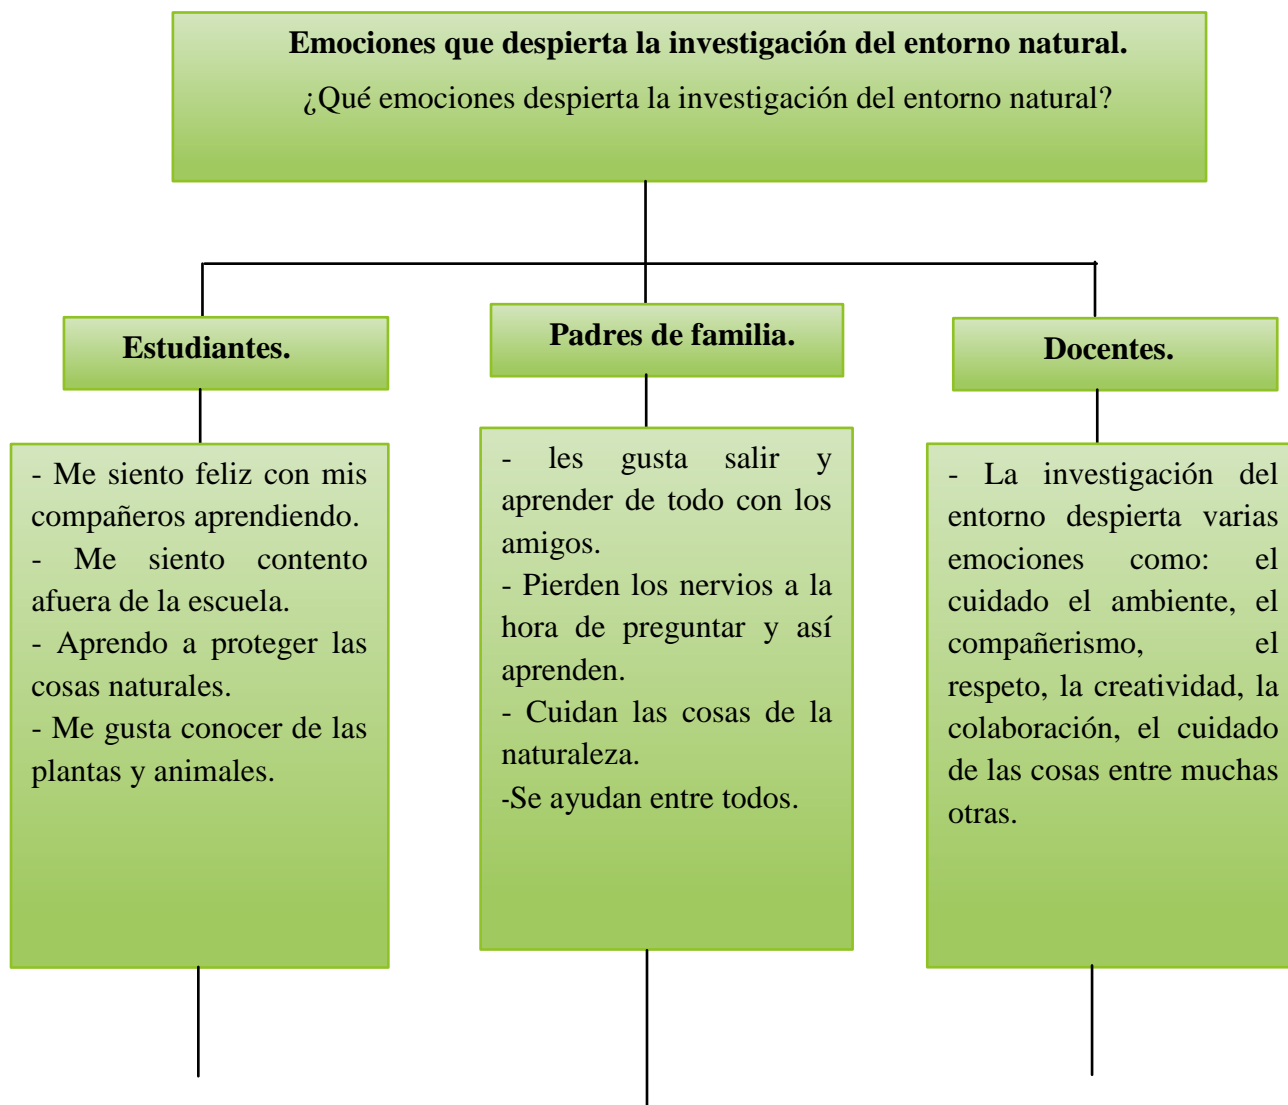 Emociones que despierta la investigación del entorno natural.
¿Qué emociones despierta la investigación del entorno natural?
Estudiantes.
- Me siento feliz con mis
compañeros aprendiendo.
- Me siento contento
afuera de la escuela.
- Aprendo a proteger las
cosas naturales.
- Me gusta conocer de las
plantas y animales.
Padres de familia.
- les gusta salir y
aprender de todo con los
amigos.
- Pierden los nervios a la
hora de preguntar y así
aprenden.
- Cuidan las cosas de la
naturaleza.
-Se ayudan entre todos.
Docentes.
- La investigación del
entorno despierta varias
emociones como: el
cuidado el ambiente, el
compañerismo, el
respeto, la creatividad, la
colaboración, el cuidado
de las cosas entre muchas
otras.